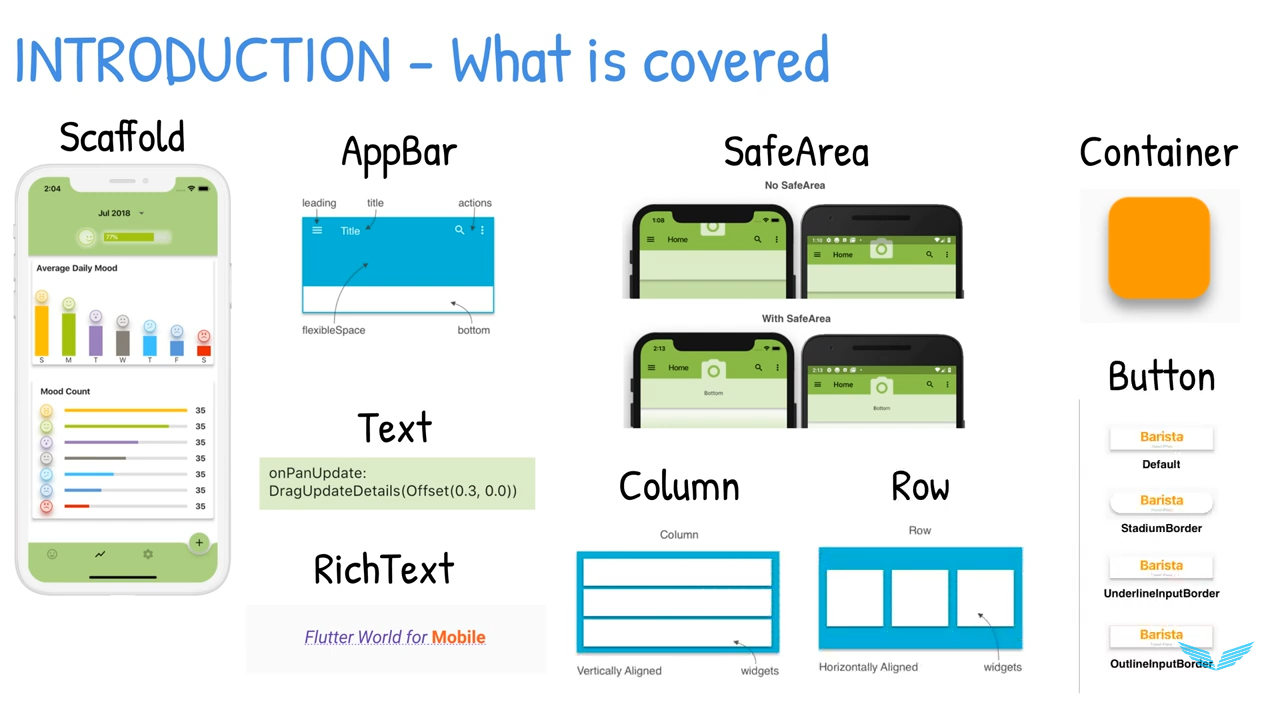 INTRODUCTION - What is covered
Scaffold
2:04
Jul 2018
77%
Average Daily Mood
S M T W T F S
Mood Count
35
35
35
35
35
35
35
+
AppBar
leading title actions
Title
flexibleSpace bottom
Text
onPanUpdate:
DragUpdateDetails(Offset(0.3, 0.0))
RichText
Flutter World for Mobile
SafeArea
No SafeArea
1:08
Home
1:10
Home
With SafeArea
2:13
Home
Bottom
2:13
Home
Bottom
Column
Column
Vertically Aligned widgets
Row
Row
Horizontally Aligned widgets
Container
Button
Barista
Default
Barista
StadiumBorder
Barista
UnderlineInputBorder
Barista
OutlineInputBorder